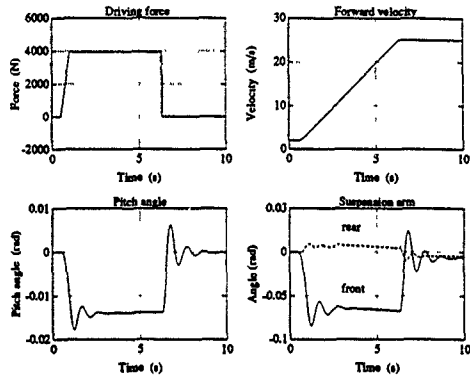 Driving force
6000
4000
2000
0
-2000
Force (N)
0
5
10
Time (s)
Forward velocity
30
20
10
0
Velocity (m/s)
0
5
10
Time (s)
Pitch angle
0.01
0
-0.01
-0.02
Pitch angle (rad)
0
5
10
Time (s)
Suspension arm
0.05
0
-0.05
-0.1
Angle (rad)
rear
front
0
5
10
Time (s)